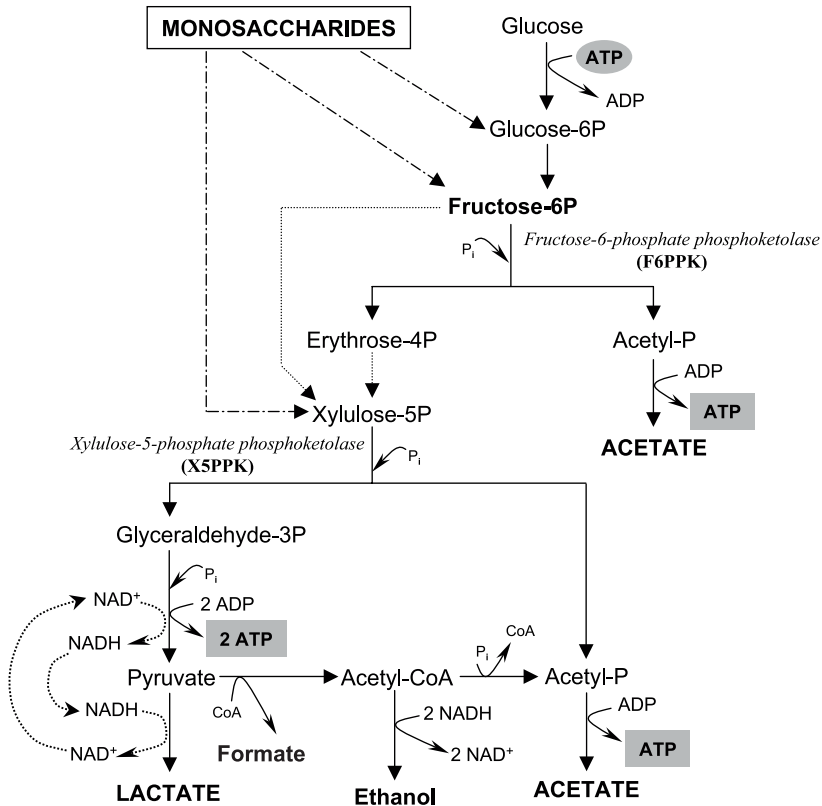 MONOSACCHARIDES
Glucose
ATP
ADP
Glucose-6P
Fructose-6P
Pi
Fructose-6-phosphate phosphoketolase
(F6PPK)
Erythrose-4P
Acetyl-P
ADP
ATP
Xylulose-5P
ACETATE
Xylulose-5-phosphate phosphoketolase
(X5PPK)
Pi
Glyceraldehyde-3P
Pi
NAD+
2 ADP
NADH
2 ATP
CoA
Pi
Pyruvate
Acetyl-CoA
Acetyl-P
CoA
NADH
2 NADH
ADP
NAD+
Formate
2 NAD+
ATP
LACTATE
Ethanol
ACETATE